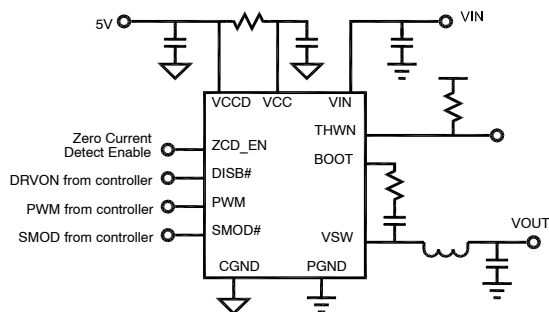 5V
VIN
VCCD
VCC
VIN
THWN
Zero Current
Detect Enable
ZCD_EN
BOOT
DRVON from controller
DISB#
PWM from controller
PWM
SMOD from controller
SMOD#
VSW
VOUT
CGND
PGND